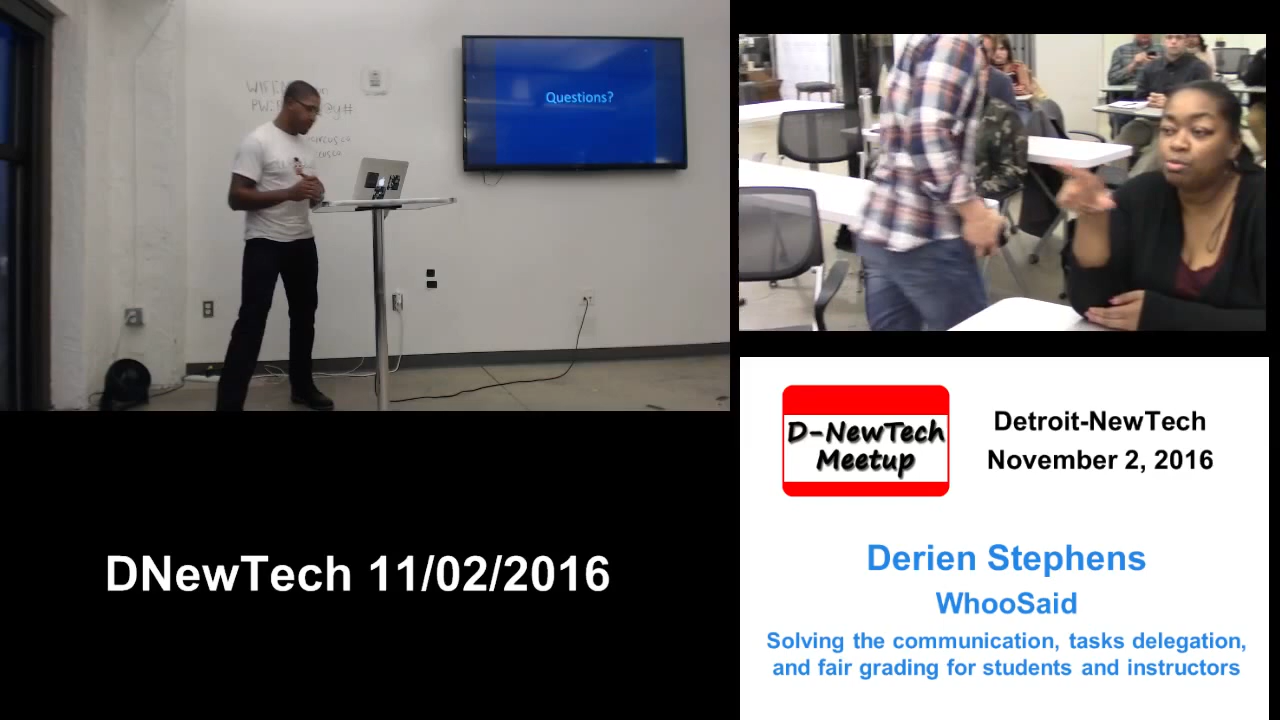 Questions?
D-NewTech
Meetup
Detroit-NewTech
November 2, 2016
DNewTech 11/02/2016
Derien Stephens
WhooSaid
Solving the communication, tasks delegation,
and fair grading for students and instructors